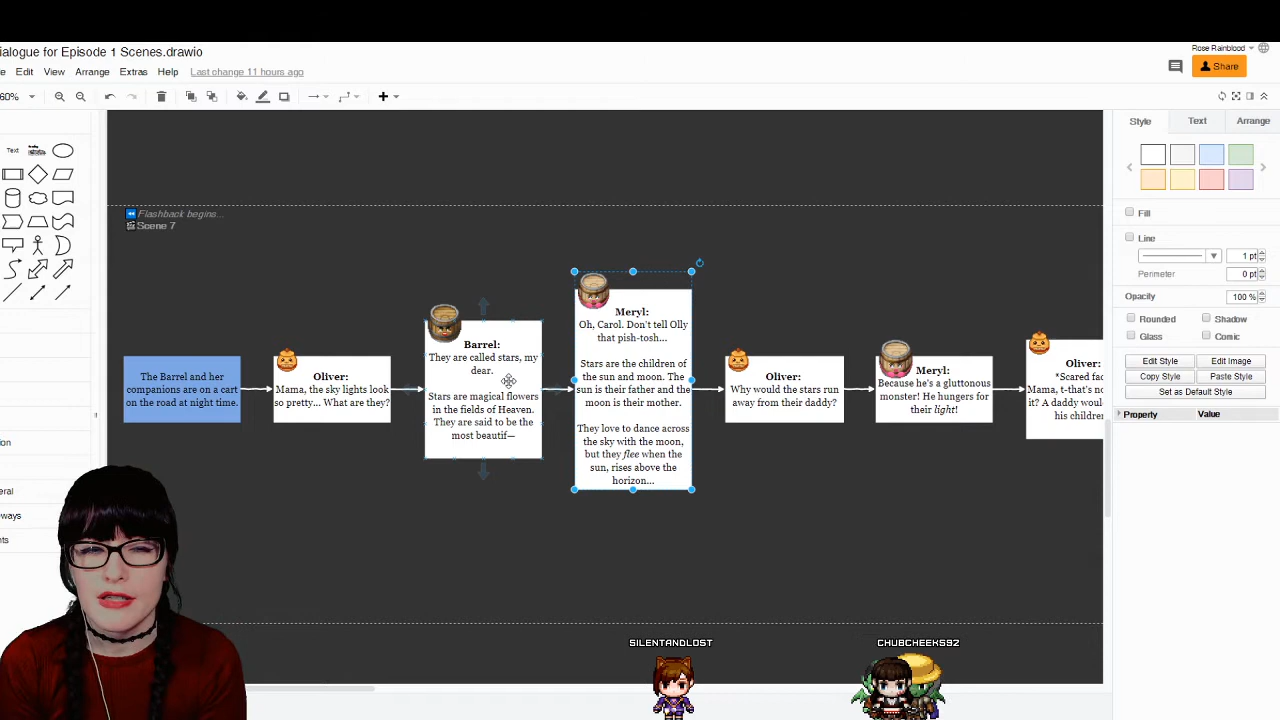 ialogue for Episode 1 Scenes.drawio
Rose Rainblood
Edit View Arrange Extras Help Last change 11 hours ago
Share
60%
Text
Style Text Arrange
Flashback begins...
Scene 7
The Barrel and her
companions are on a cart
on the road at night time.
Oliver:
Mama, the sky lights look
so pretty... What are they?
Barrel:
They are called stars, my
dear.
Stars are magical flowers
in the fields of Heaven.
They are said to be the
most beautif—
Meryl:
Oh, Carol. Don't tell Olly
that pish-tosh...
Stars are the children of
the sun and moon. The
sun is their father and the
moon is their mother.
They love to dance across
the sky with the moon,
but they flee when the
sun, rises above the
horizon...
Oliver:
Why would the stars run
away from their daddy?
Meryl:
Because he's a gluttonous
monster! He hungers for
their light!
Oliver:
*Scared fac
Mama, t-that's no
it? A daddy would
his children
Fill
Line
1 pt
Perimeter 0 pt
Opacity 100 %
Rounded Shadow
Glass Comic
Edit Style Edit Image
Copy Style Paste Style
Set as Default Style
Property Value
SILENTANDLOST
CHUBCHEEKS92